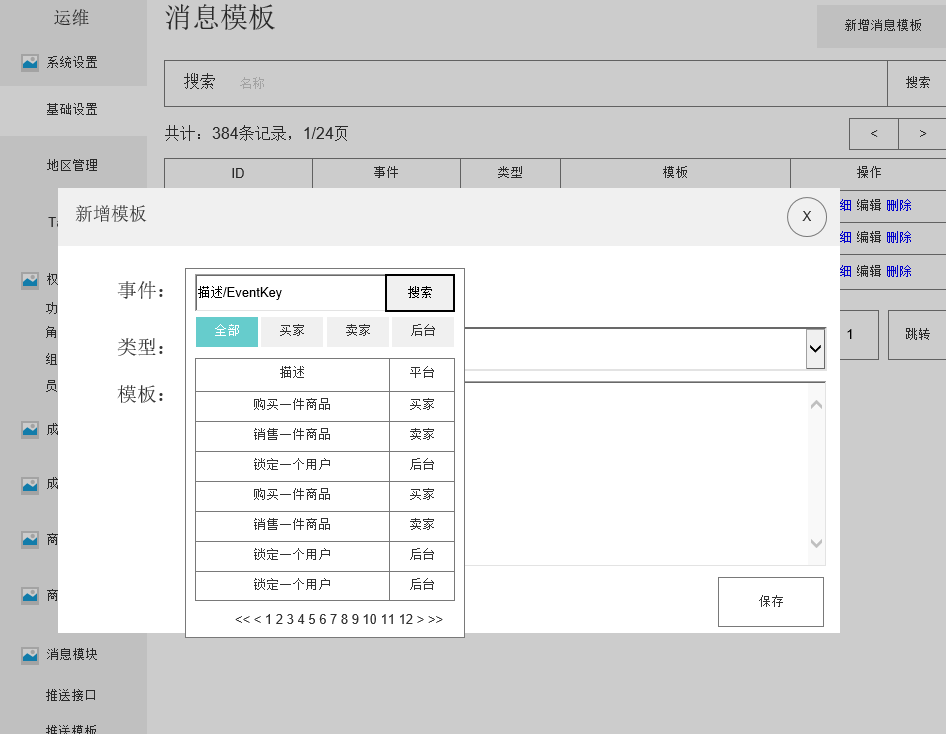 运维
消息模板
新增消息模板
系统设置
搜索 名称 搜索
基础设置
共计：384条记录，1/24页 < >
地区管理
ID 事件 类型 模板 操作
细 编辑 删除
新增模板 X
细 编辑 删除
细 编辑 删除
权
功
角
组
员
成
成
商
商
事件：
描述/EventKey 搜索
全部 买家 卖家 后台
类型：
模板：
描述 平台
购买一件商品 买家
销售一件商品 卖家
锁定一个用户 后台
购买一件商品 买家
销售一件商品 卖家
锁定一个用户 后台
锁定一个用户 后台
<< < 1 2 3 4 5 6 7 8 9 10 11 12 > >>
1 跳转
保存
消息模块
推送接口
推送模板